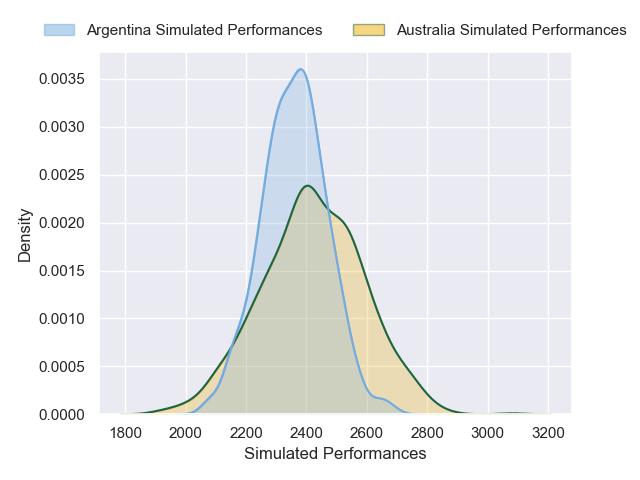 Argentina Simulated Performances
Australia Simulated Performances
0.0035
0.0030
0.0025
0.0020
0.0015
0.0010
0.0005
0.0000
Density
1800 2000 2200 2400 2600 2800 3000 3200
Simulated Performances